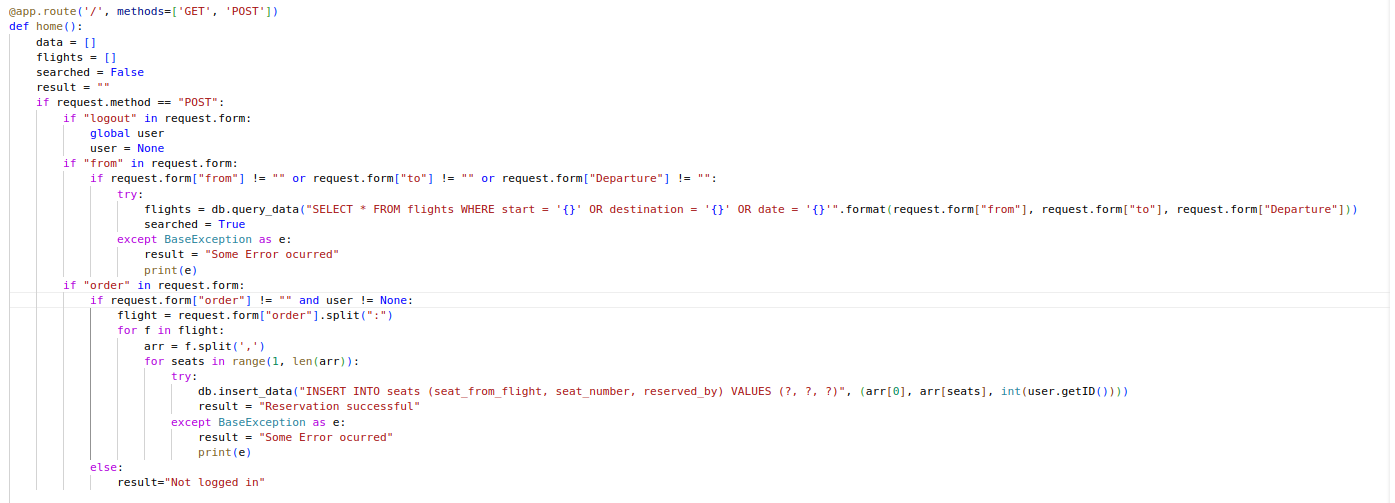 @app.route('/', methods=['GET', 'POST'])
def home():
    data = []
    flights = []
    searched = False
    result = ""
    if request.method == "POST":
        if "logout" in request.form:
            global user
            user = None
        if "from" in request.form:
            if request.form["from"] != "" or request.form["to"] != "" or request.form["Departure"] != "":
                try:
                    flights = db.query_data("SELECT * FROM flights WHERE start = '{}' OR destination = '{}' OR date = '{}'".format(request.form["from"], request.form["to"], request.form["Departure"]))
                    searched = True
                except BaseException as e:
                    result = "Some Error ocurred"
                    print(e)
        if "order" in request.form:
            if request.form["order"] != "" and user != None:
                flight = request.form["order"].split(":")
                for f in flight:
                    arr = f.split(',')
                    for seats in range(1, len(arr)):
                        try:
                            db.insert_data("INSERT INTO seats (seat_from_flight, seat_number, reserved_by) VALUES (?, ?, ?)", (arr[0], arr[seats], int(user.getID())))
                            result = "Reservation successful"
                        except BaseException as e:
                            result = "Some Error ocurred"
                            print(e)
            else:
                result="Not logged in"